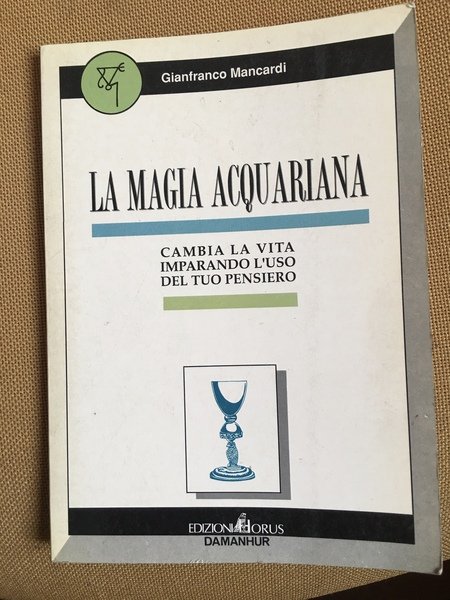 Gianfranco Mancardi
LA MAGIA ACQUARIANA
CAMBIA LA VITA
IMPARANDO L'USO
DEL TUO PENSIERO
EDIZIONI HORUS
DAMANHUR